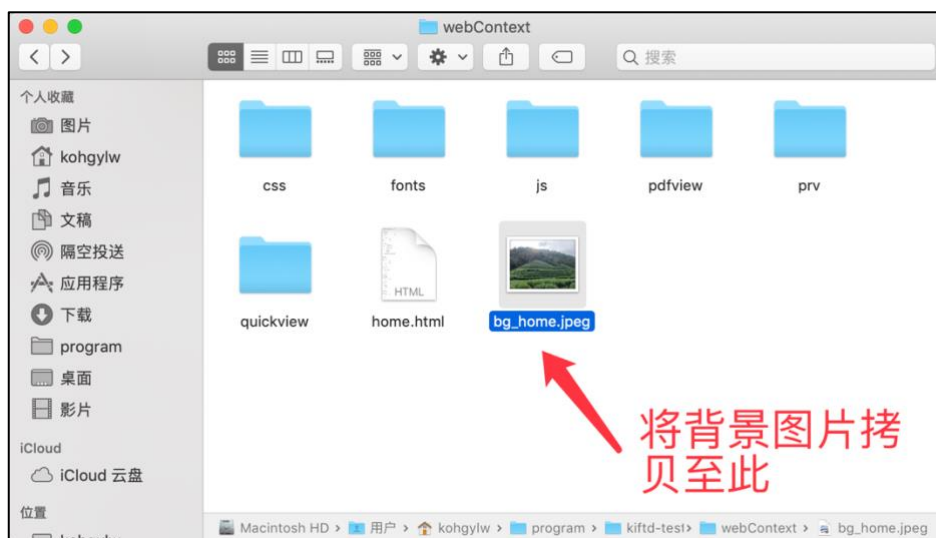 webContext
搜索
个人收藏
图片
kohgylw
音乐
文稿
隔空投送
应用程序
下载
program
桌面
影片
iCloud
iCloud 云盘
位置
css
fonts
js
pdfview
prv
HTML
quickview
home.html
bg_home.jpeg
将背景图片拷
贝至此
Macintosh HD › 用户 › kohgylw › program › kiftd-test › webContext › bg_home.jpeg